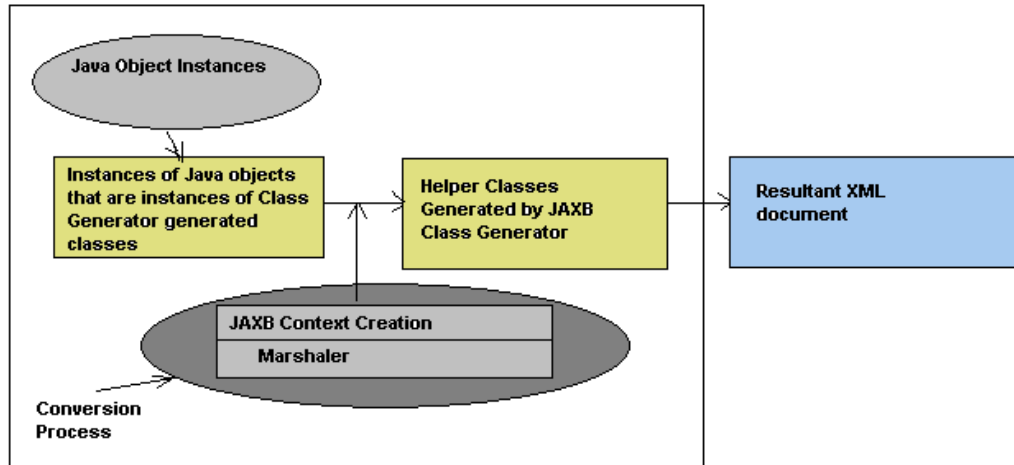 Java Object Instances
Instances of Java objects
that are instances of Class
Generator generated
classes
Helper Classes
Generated by JAXB
Class Generator
Resultant XML
document
JAXB Context Creation
Marshaler
Conversion
Process